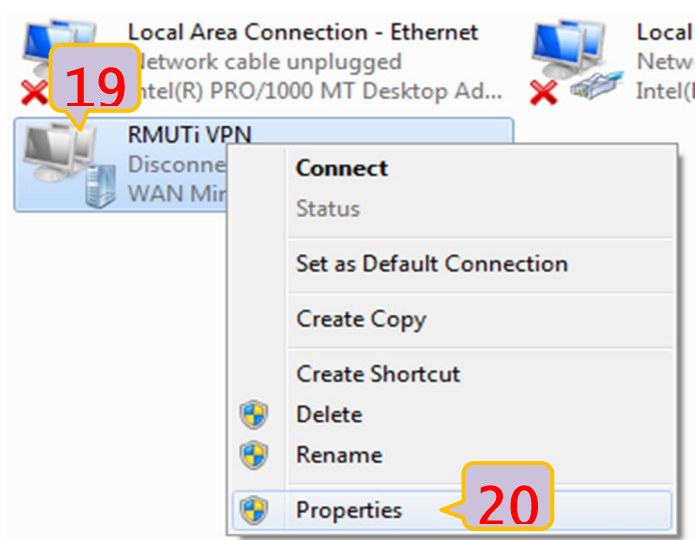 Local Area Connection - Ethernet
Network cable unplugged
Intel(R) PRO/1000 MT Desktop Ad...
Local
19
RMUTi VPN
WAN
Connect
Status
Set as Default Connection
Create Copy
Create Shortcut
Delete
Rename
Properties
20